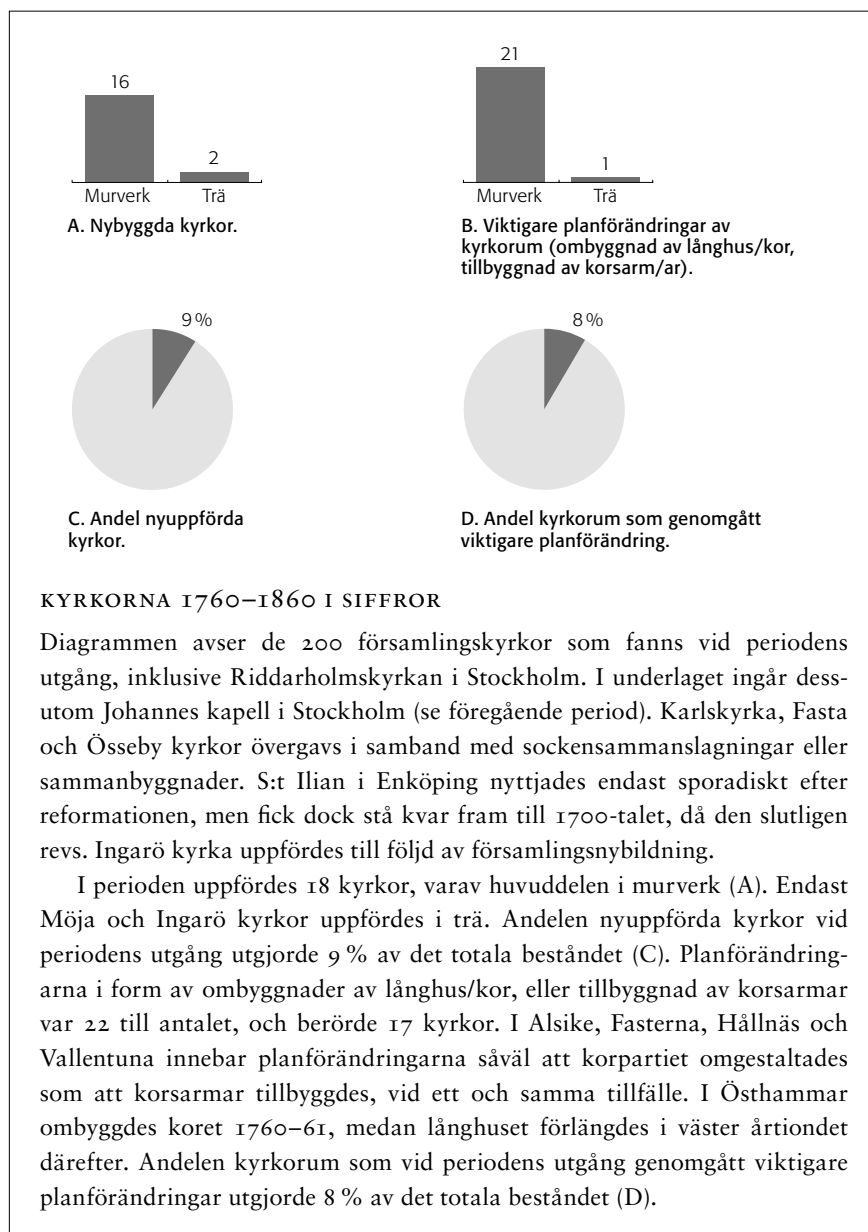 16
2
Murverk Trä
A. Nybyggda kyrkor.
21
1
Murverk Trä
B. Viktigare planförändringar av
kyrkorum (ombyggnad av långhus/kor,
tillbyggnad av korsarm/ar).
9 %
C. Andel nyuppförda
kyrkor.
8 %
D. Andel kyrkorum som genomgått
viktigare planförändring.
KYRKORNA 1760–1860 I SIFFROR
Diagrammen avser de 200 församlingskyrkor som fanns vid periodens
utgång, inklusive Riddarholmskyrkan i Stockholm. I underlaget ingår dess-
utom Johannes kapell i Stockholm (se föregående period). Karlskyrka, Fasta
och Össeby kyrkor övergavs i samband med sockensammanslagningar eller
sammanbyggnader. S:t Ilian i Enköping nyttjades endast sporadiskt efter
reformationen, men fick dock stå kvar fram till 1700-talet, då den slutligen
revs. Ingarö kyrka uppfördes till följd av församlingsnybildning.
I perioden uppfördes 18 kyrkor, varav huvuddelen i murverk (A). Endast
Möja och Ingarö kyrkor uppfördes i trä. Andelen nyuppförda kyrkor vid
periodens utgång utgjorde 9 % av det totala beståndet (C). Planförändring-
arna i form av ombyggnader av långhus/kor, eller tillbyggnad av korsarmar
var 22 till antalet, och berörde 17 kyrkor. I Alsike, Fasterna, Hållnäs och
Vallentuna innebar planförändringarna såväl att korpartiet omgestaltades
som att korsarmar tillbyggdes, vid ett och samma tillfälle. I Östhammar
ombyggdes koret 1760–61, medan långhuset förlängdes i väster årtiondet
därefter. Andelen kyrkorum som vid periodens utgång genomgått viktigare
planförändringar utgjorde 8 % av det totala beståndet (D).